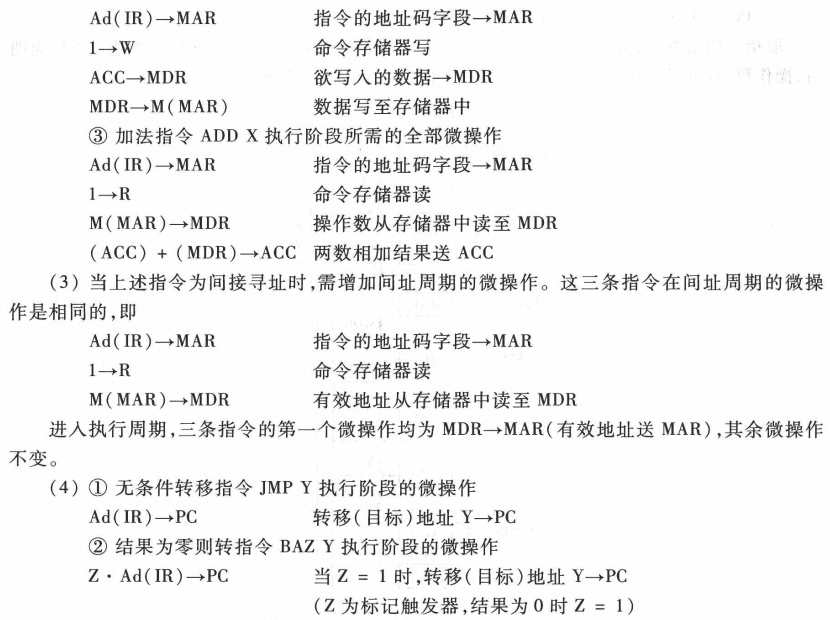 Ad(IR)→MAR 指令的地址码字段→MAR
1→W 命令存储器写
ACC→MDR 欲写入的数据→MDR
MDR→M(MAR) 数据写至存储器中
③ 加法指令 ADD X 执行阶段所需的全部微操作
Ad(IR)→MAR 指令的地址码字段→MAR
1→R 命令存储器读
M(MAR)→MDR 操作数从存储器中读至 MDR
(ACC) + (MDR)→ACC 两数相加结果送 ACC
(3) 当上述指令为间接寻址时,需增加间址周期的微操作。这三条指令在间址周期的微操
作是相同的,即
Ad(IR)→MAR 指令的地址码字段→MAR
1→R 命令存储器读
M(MAR)→MDR 有效地址从存储器中读至 MDR
进入执行周期,三条指令的第一个微操作均为 MDR→MAR(有效地址送 MAR),其余微操作
不变。
(4) ① 无条件转移指令 JMP Y 执行阶段的微操作
Ad(IR)→PC 转移(目标)地址 Y→PC
② 结果为零则转指令 BAZ Y 执行阶段的微操作
Z·Ad(IR)→PC 当 Z = 1 时,转移(目标)地址 Y→PC
(Z 为标记触发器,结果为 0 时 Z = 1)